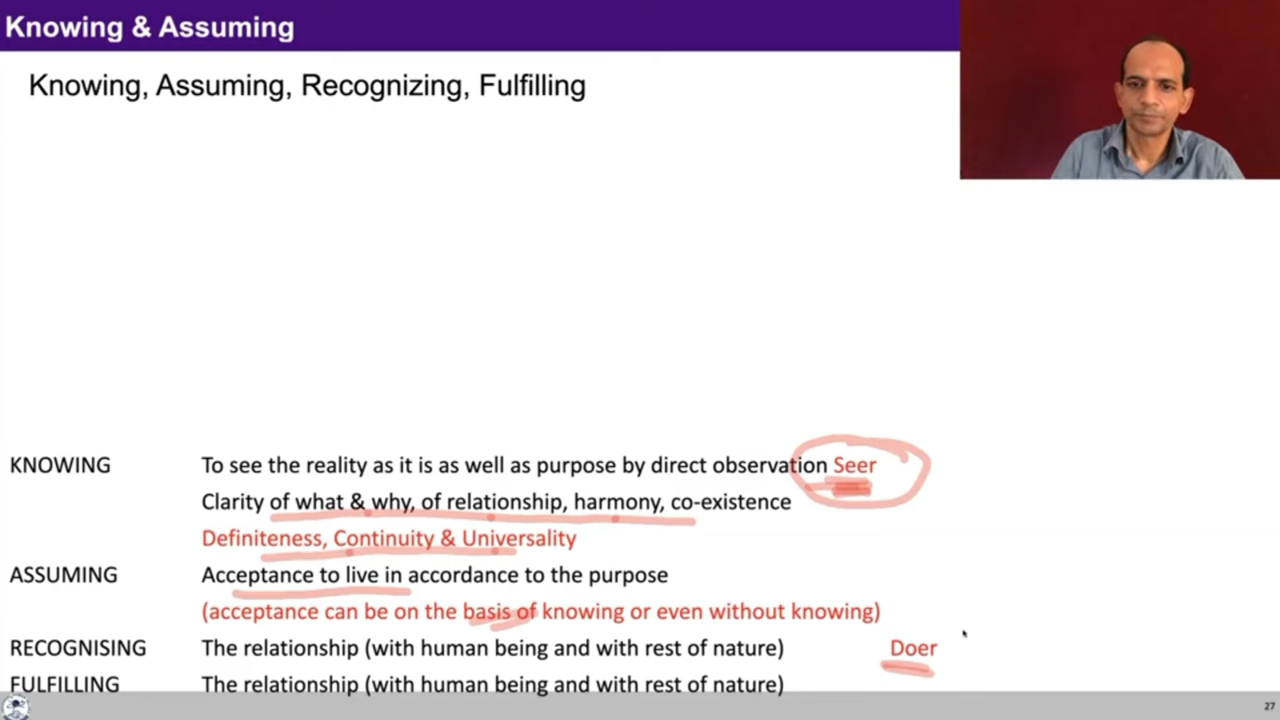 Knowing & Assuming
Knowing, Assuming, Recognizing, Fulfilling
KNOWING To see the reality as it is as well as purpose by direct observation Seer
Clarity of what & why, of relationship, harmony, co-existence
Definiteness, Continuity & Universality
ASSUMING Acceptance to live in accordance to the purpose
(acceptance can be on the basis of knowing or even without knowing)
RECOGNISING The relationship (with human being and with rest of nature) Doer
FULFILLING The relationship (with human being and with rest of nature)
27